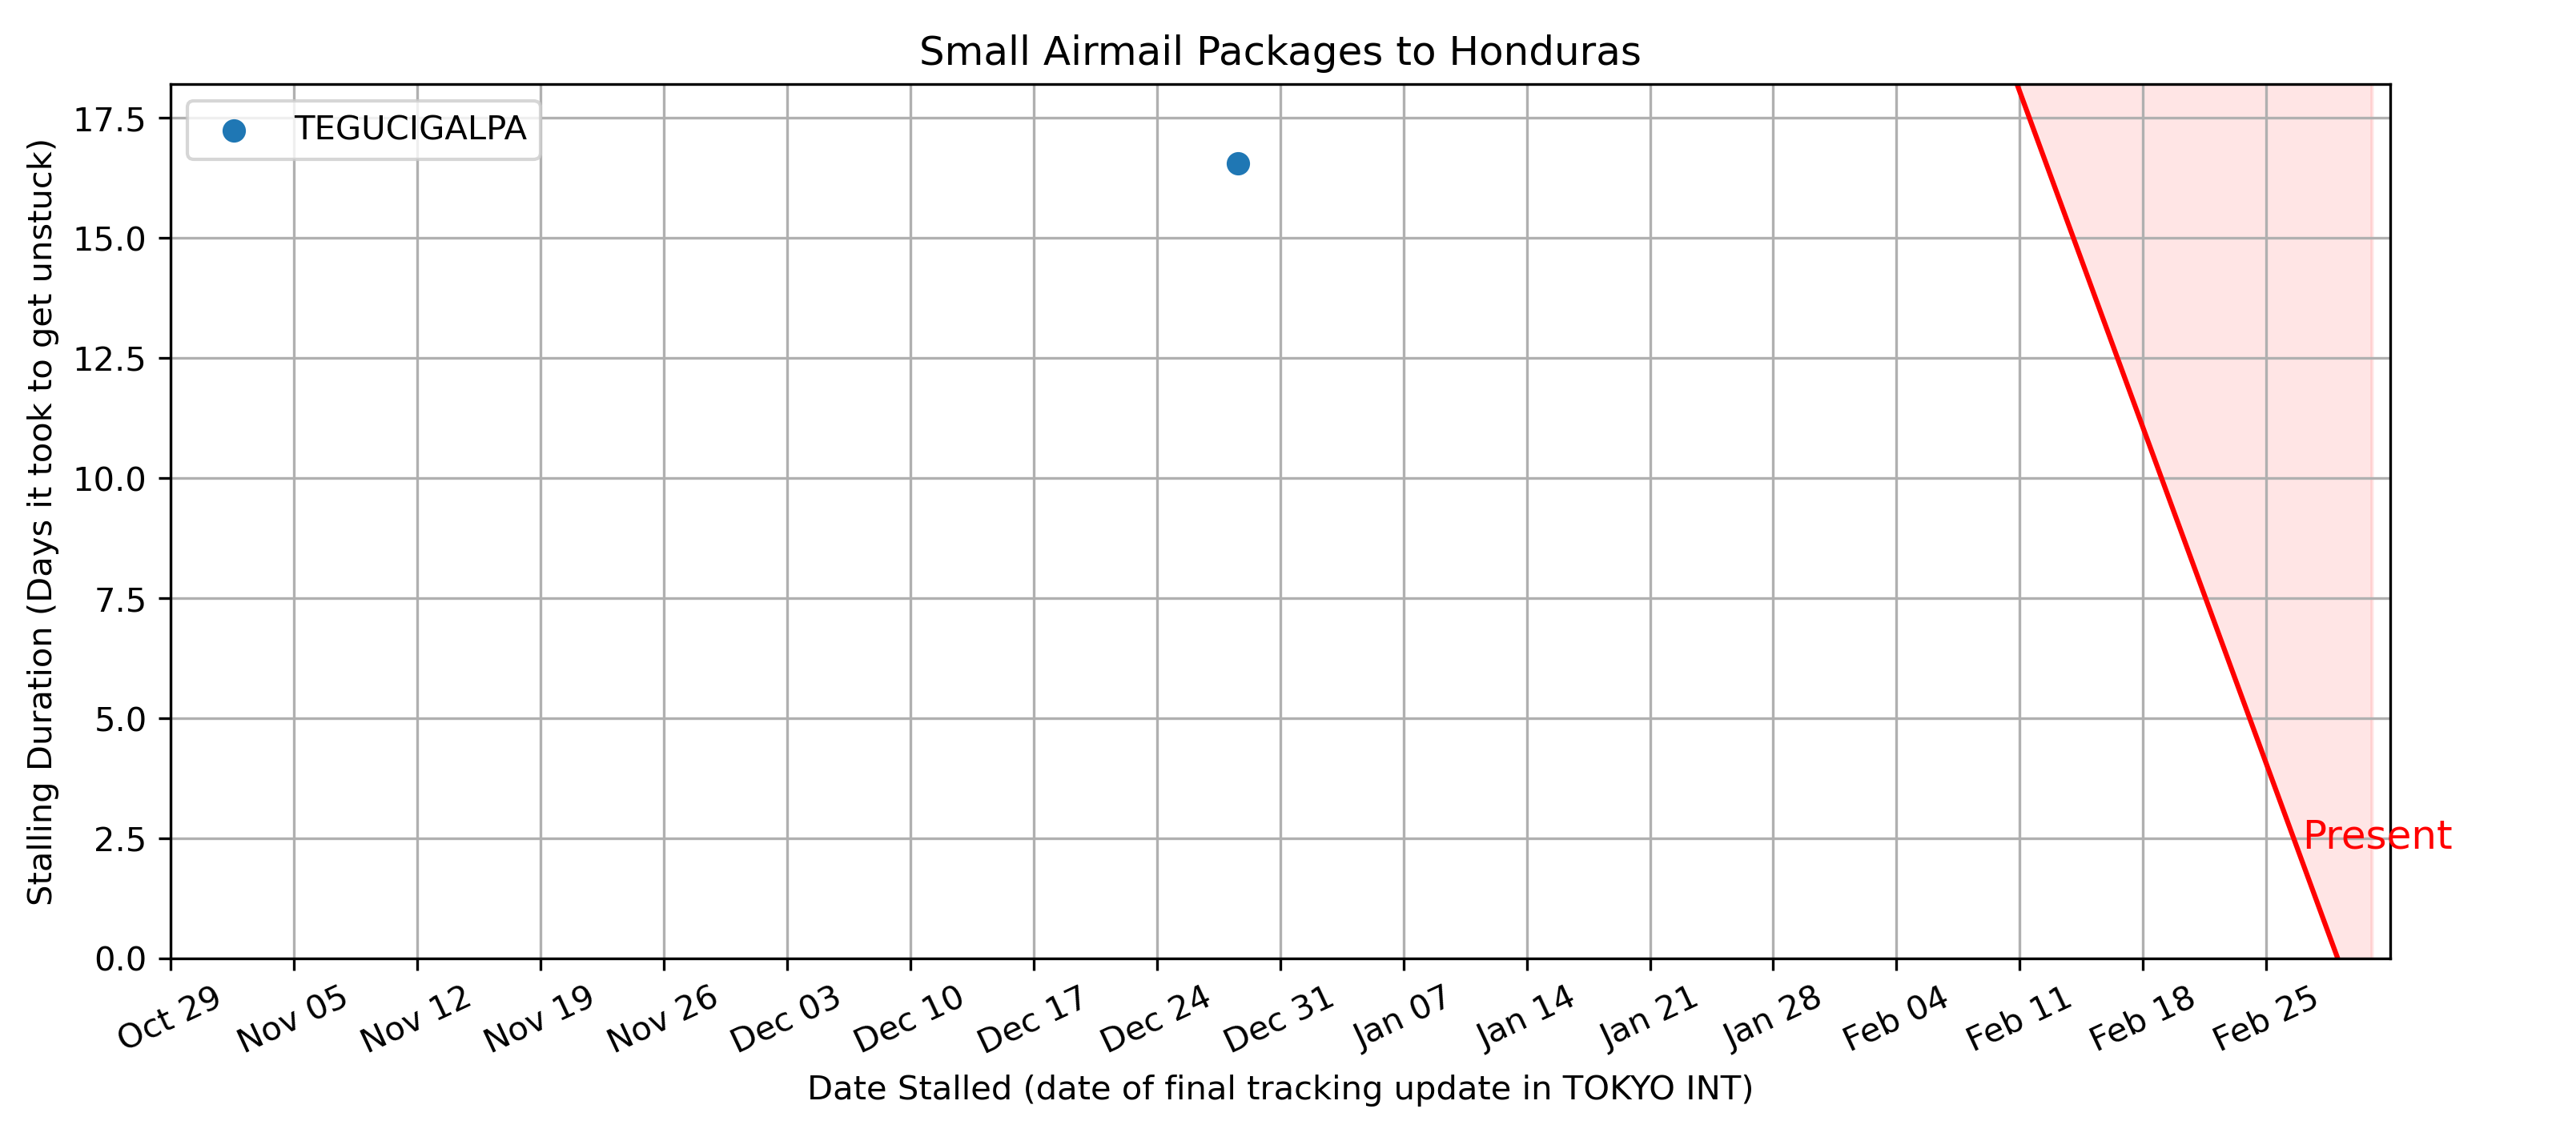 Small Airmail Packages to Honduras
TEGUCIGALPA
Stalling Duration (Days it took to get unstuck)
17.5
15.0
12.5
10.0
7.5
5.0
2.5
0.0
Present
Oct 29 Nov 05 Nov 12 Nov 19 Nov 26 Dec 03 Dec 10 Dec 17 Dec 24 Dec 31 Jan 07 Jan 14 Jan 21 Jan 28 Feb 04 Feb 11 Feb 18 Feb 25
Date Stalled (date of final tracking update in TOKYO INT)